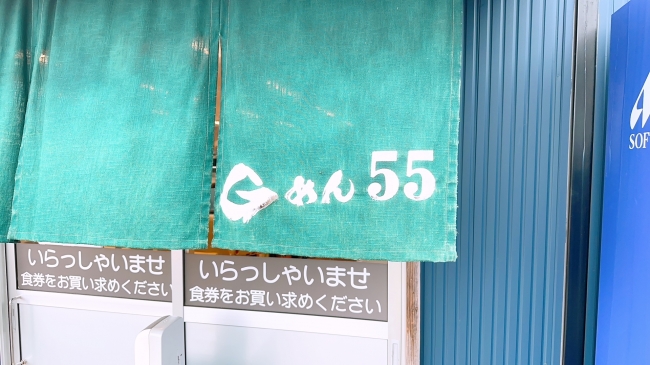 Gめん55
いらっしゃいませ
食券をお買い求めください
いらっしゃいませ
食券をお買い求めください
SOF